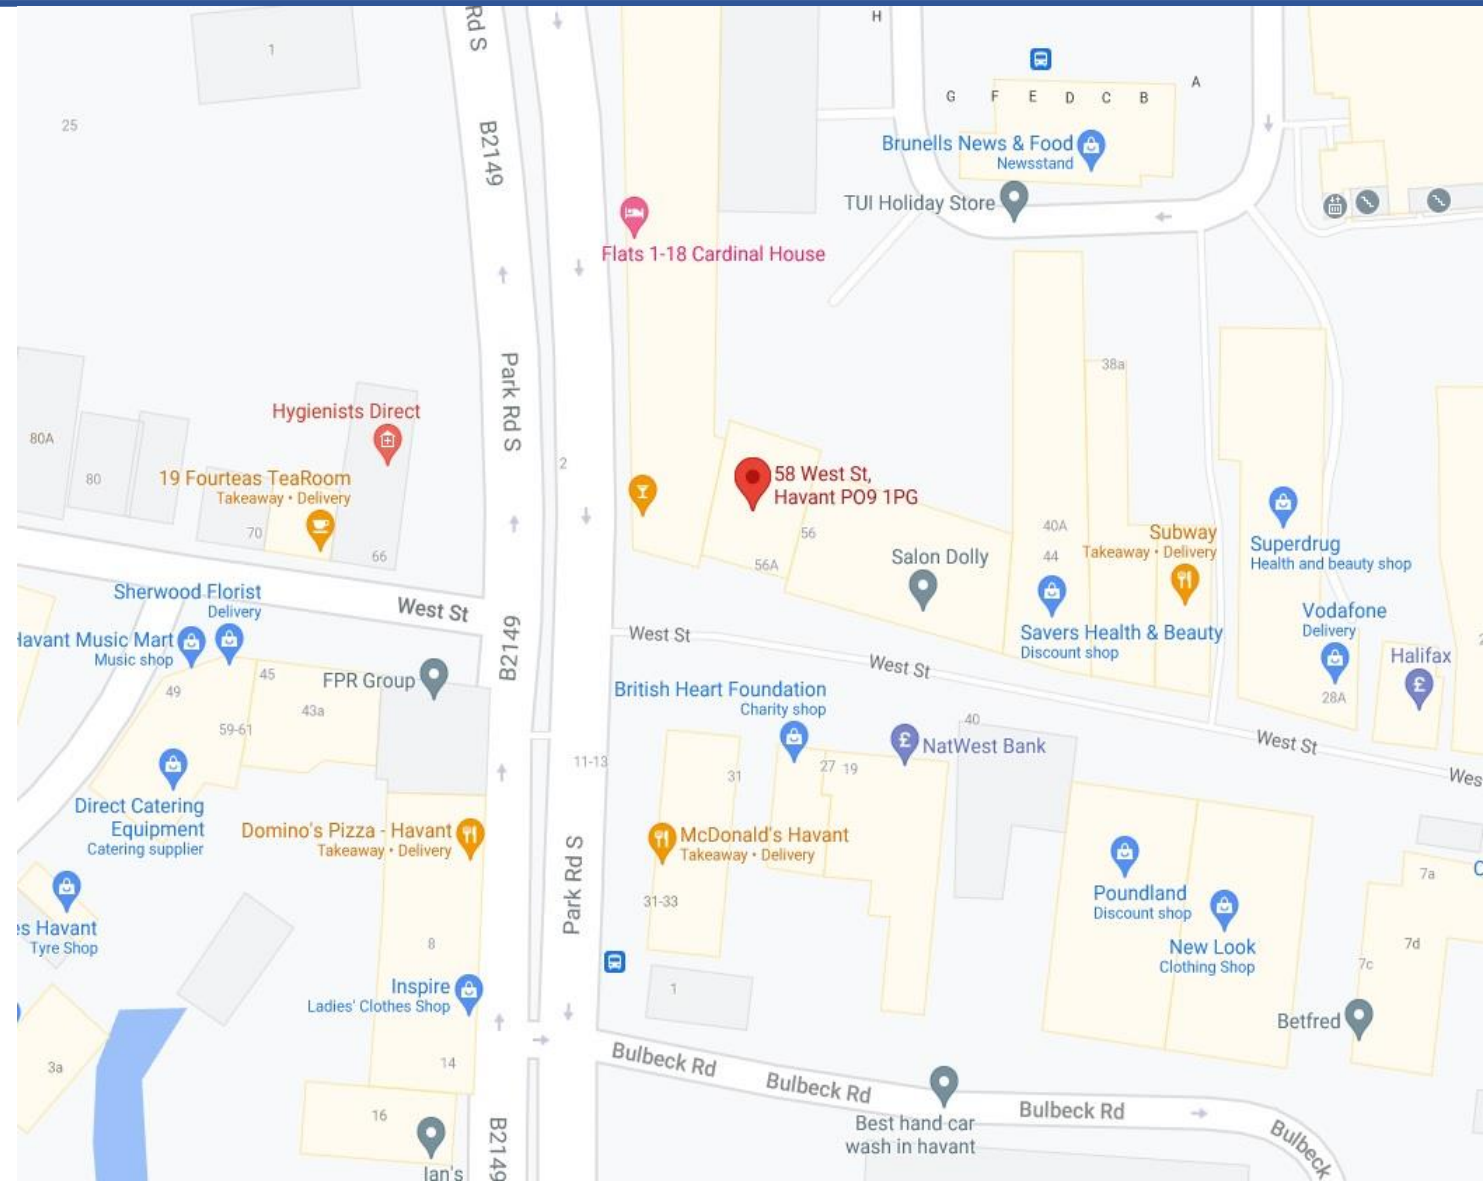 Rd S
H
1
G F E D C B A
25
B2149
Brunells News & Food
Newsstand
TUI Holiday Store
Flats 1-18 Cardinal House
Park Rd S
38a
Hygienists Direct
80A
80
2
58 West St,
Havant PO9 1PG
19 Fourteas TearRoom
Takeaway • Delivery
70
66
56
56A
40A
44
Salon Dolly
Subway
Takeaway • Delivery
Superdrug
Health and beauty shop
Sherwood Florist
Delivery
West St
B2149
West St
Savers Health & Beauty
Discount shop
Vodafone
Delivery
Havant Music Mart
Music shop
West St
Halifax
28A
49
45
43a
59-61
FPR Group
British Heart Foundation
Charity shop
40
NatWest Bank
West St
11-13
31
27
19
Wes
Direct Catering
Equipment
Catering supplier
Domino's Pizza - Havant
Takeaway • Delivery
McDonald's Havant
Takeaway • Delivery
Park Rd S
31-33
Poundland
Discount shop
7a
es Havant
Tyre Shop
8
New Look
Clothing Shop
7d
7c
Inspire
Ladies' Clothes Shop
1
Betfred
3a
14
Bulbeck Rd
Bulbeck Rd
Bulbeck Rd
Bulbeck
16
B2149
Best hand car
wash in havant
Ian's